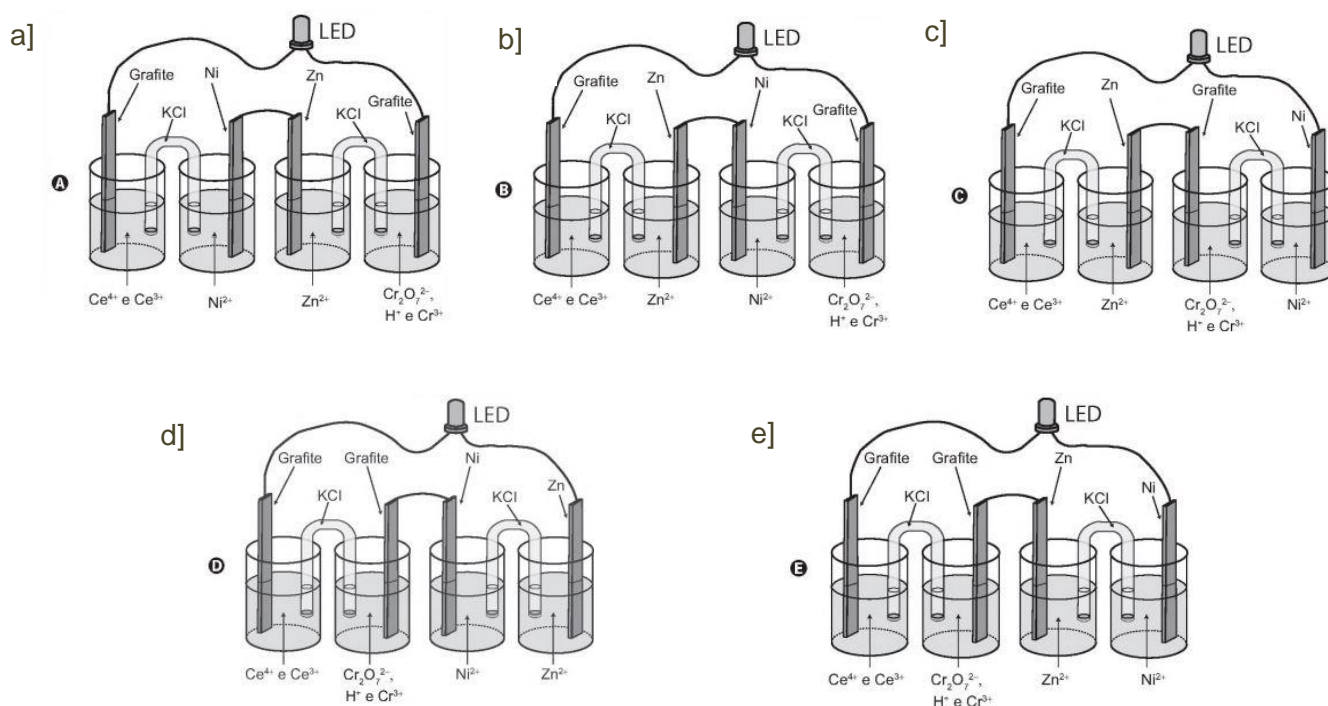 a]
LED
Grafite
Ni
Zn
Grafite
KCl
KCl
A
Ce⁴⁺ e Ce³⁺
Ni²⁺
Zn²⁺
Cr₂O₇²⁻,
H⁺ e Cr³⁺
b]
LED
Grafite
Zn
Ni
Grafite
KCl
KCl
B
Ce⁴⁺ e Ce³⁺
Zn²⁺
Ni²⁺
Cr₂O₇²⁻,
H⁺ e Cr³⁺
c]
LED
Grafite
Zn
Grafite
Ni
KCl
KCl
C
Ce⁴⁺ e Ce³⁺
Zn²⁺
Cr₂O₇²⁻,
H⁺ e Cr³⁺
Ni²⁺
d]
LED
Grafite
Grafite
Ni
Zn
KCl
KCl
D
Ce⁴⁺ e Ce³⁺
Cr₂O₇²⁻,
H⁺ e Cr³⁺
Ni²⁺
Zn²⁺
e]
LED
Grafite
Grafite
Zn
Ni
KCl
KCl
E
Ce⁴⁺ e Ce³⁺
Cr₂O₇²⁻,
H⁺ e Cr³⁺
Zn²⁺
Ni²⁺